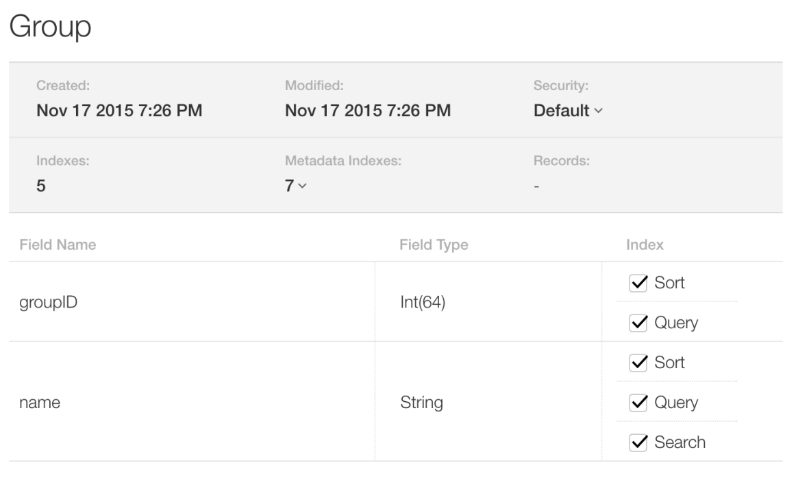 Group
Created: Modified: Security:
Nov 17 2015 7:26 PM Nov 17 2015 7:26 PM Default
Indexes: Metadata Indexes: Records:
5 7 -
Field Name Field Type Index
groupID Int(64) Sort
Query
name String Sort
Query
Search